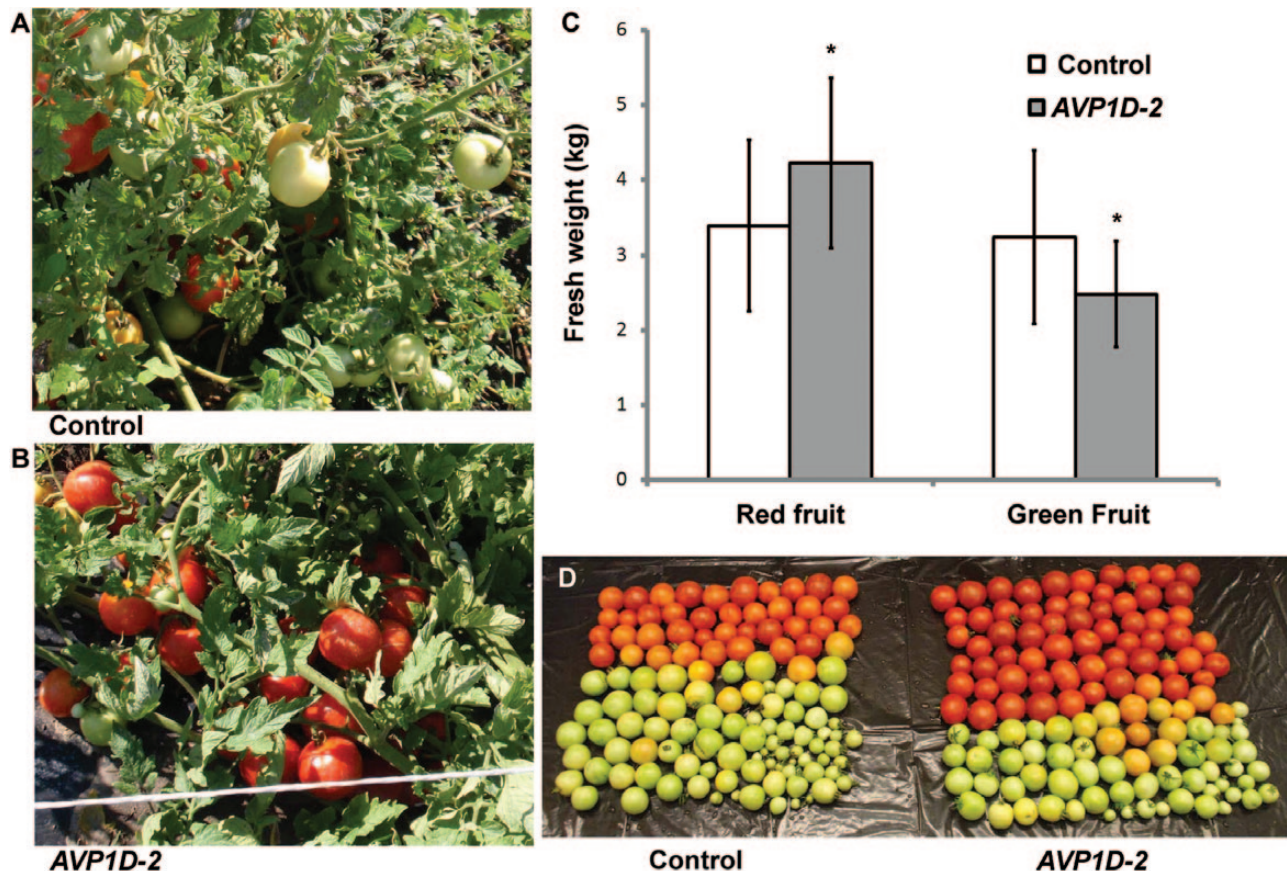 A
Control
B
AVP1D-2
C
6
5
4
3
2
1
0
Fresh weight (kg)
*
*
Control
AVP1D-2
Red fruit
Green Fruit
D
Control
AVP1D-2